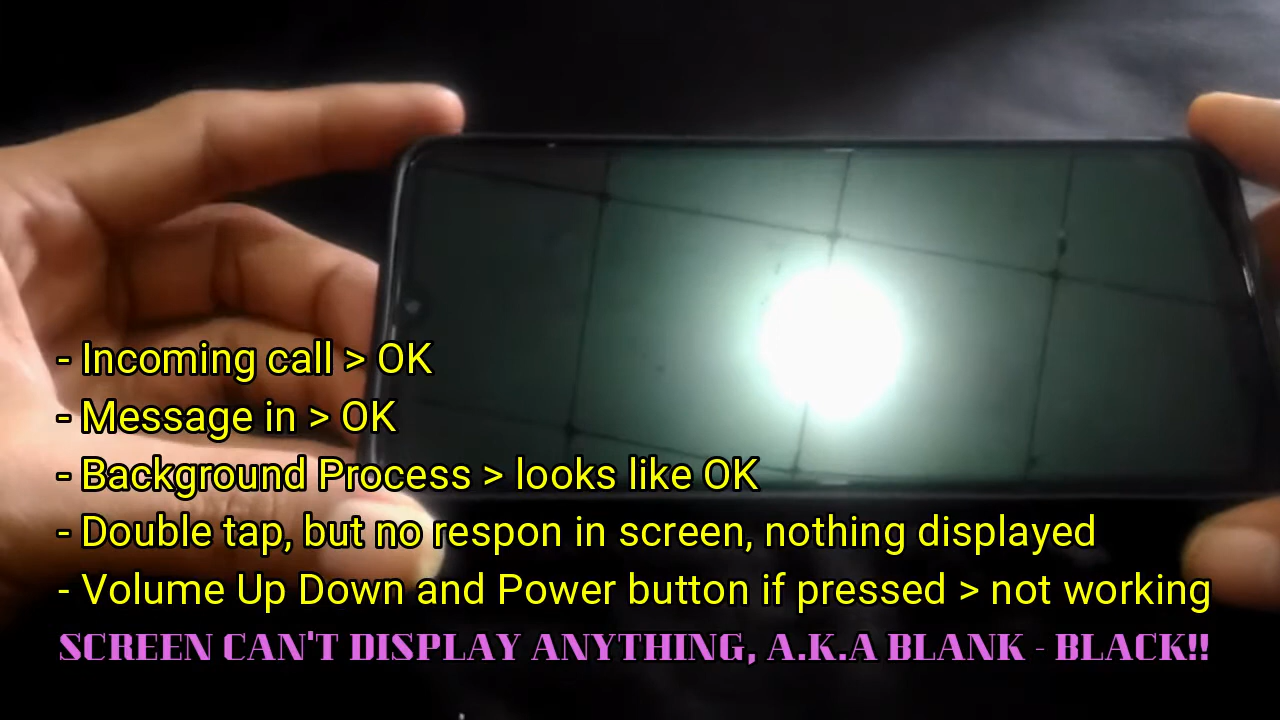 - Incoming call > OK
- Message in > OK
- Background Process > looks like OK
- Double tap, but no respon in screen, nothing displayed
- Volume Up Down and Power button if pressed > not working
SCREEN CAN'T DISPLAY ANYTHING, A.K.A BLANK - BLACK!!